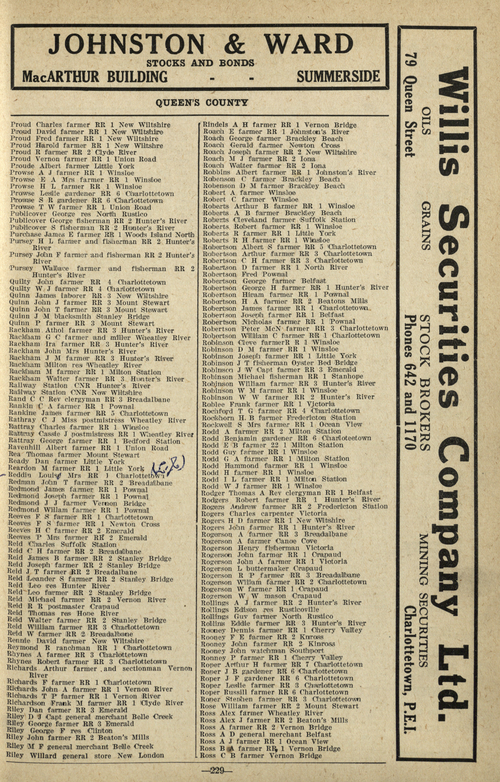 JOHNSTON & WARD
STOCKS AND BONDS
MacARTHUR BUILDING - - SUMMERSIDE
QUEEN'S COUNTY
Proud Charles farmer RR 1 New Wiltshire
Proud David farmer RR 1 New Wiltshire
Proud Fred farmer RR 1 New Wiltshire
Proud Harold farmer RR 1 New Wiltshire
Proud R farmer RR 2 Clyde River
Proud Vernon farmer RR 1 Union Road
Proude Albert farmer Little York
Prowse A J farmer RR 1 Winsloe
Prowse E A Mrs farmer RR 1 Winsloe
Prowse H L farmer RR 1 Winsloe
Prowse Leslie gardener RR 6 Charlottetown
Prowse S R gardener RR 6 Charlottetown
Prowse T W farmer RR 1 Union Road
Publicover George res North Rustico
Publicover George fisherman RR 2 Hunter's River
Publicover S fisherman RR 2 Hunter's River
Purchase James E farmer RR 1 Woods Island North
Pursey H L farmer and fisherman RR 2 Hunter's
River
Pursey John F farmer and fisherman RR 2 Hunter's
River
Pursey Wallace farmer and fisherman RR 2
Hunter's River
Quilty John farmer RR 4 Charlottetown
Quilty W J farmer RR 4 Charlottetown
Quinn James laborer RR 3 New Wiltshire
Quinn John J farmer RR 3 Mount Stewart
Quinn John T farmer RR 3 Mount Stewart
Quinn J M blacksmith Stanley Bridge
Quinn P farmer RR 3 Mount Stewart
Rackham Athol farmer RR 3 Hunter's River
Rackham G C farmer and miller Wheatley River
Rackham Ira farmer RR 3 Hunter's River
Rackham John Mrs Hunter's River
Rackham J M farmer RR 3 Hunter's River
Rackham Milton res Wheatley River
Rackham M farmer RR 1 Milton Station
Rackham Walter farmer RR 3 Hunter's River
Railway Station CNR Hunter's River
Railway Station CNR New Wiltshire
Rand C C Rev clergyman RR 3 Breadalbane
Rankin C A farmer RR 1 Pownal
Rankine James farmer RR 5 Charlottetown
Rattray C J Miss postmistress Wheatley River
Rattray Charles farmer RR 1 Winsloe
Rattray Cassie J postmistress RR 1 Wheatley River
Rattray George farmer RR 1 Bedford Station
Ravenhill Albert farmer RR 1 Union Road
Rea Thomas farmer Mount Stewart
Ready Dan farmer Little York
Reardon M farmer RR 1 Little York
Reddin Louis Mrs RR 1 Charlottetown
Redmon John T farmer RR 2 Breadalbane
Redmond James farmer RR 1 Pownal
Redmond Joseph farmer RR 1 Pownal
Redmond J J farmer Vernon Bridge
Redmond William farmer RR 1 Pownal
Reeves F S farmer RR 1 Charlottetown
Reeves F S farmer RR 1 Newton Cross
Reeves H C farmer RR 2 Emerald
Reeves P Mrs farmer RR 2 Emerald
Reid Charles Suffolk Station
Reid C H farmer RR 2 Breadalbane
Reid James B farmer RR 2 Stanley Bridge
Reid Joseph farmer RR 2 Stanley Bridge
Reid J T farmer RR 2 Breadalbane
Reid Leander S farmer RR 2 Stanley Bridge
Reid Leo res Hunter River
Reid Leo farmer RR 2 Stanley Bridge
Reid Michael farmer RR 2 Vernon River
Reid R R postmaster Crapaud
Reid Thomas res Hope River
Reid Walter farmer RR 2 Stanley Bridge
Reid William farmer RR 3 Charlottetown
Reid W farmer RR 2 Breadalbane
Rennie David farmer New Wiltshire
Reymond R ranchman RR 1 Charlottetown
Rhynes A farmer RR 3 Charlottetown
Rhynes Robert farmer RR 3 Charlottetown
Richards Arthur farmer and sectionman Vernon
River
Richards F farmer RR 1 Charlottetown
Richards John A farmer RR 1 Vernon River
Richards T P farmer RR 1 Vernon River
Richardson Frank M farmer RR 1 Clyde River
Riley Dan farmer RR 3 Emerald
Riley D J Capt general merchant Belle Creek
Riley George farmer RR 3 Emerald
Riley George F res Clinton
Riley John farmer RR 2 Beaton's Mills
Riley M F general merchant Belle Creek
Riley Willard general store New London
Rindels A H farmer RR 1 Vernon Bridge
Roach E farmer RR 1 Johnston's River
Roach George farmer Brackley Beach
Roach Gerald farmer Newton Cross
Roach Joseph farmer RR 2 New Wiltshire
Roach M J farmer RR 2 Iona
Roach Walter farmer RR 2 Iona
Robbins Albert farmer RR 1 Johnston's River
Robenson C farmer Brackley Beach
Robenson D M farmer Brackley Beach
Robert A farmer Winsloe
Robert C farmer Winsloe
Roberts Arthur B farmer RR 1 Winsloe
Roberts A B farmer Brackly Beach
Roberts Cleveland farmer Suffolk Station
Roberts Robert farmer RR 1 Winsloe
Roberts R farmer RR 1 Little York
Roberts R H farmer RR 1 Winsloe
Robertson Albert S farmer RR 3 Charlottetown
Robertson Arthur farmer RR 3 Charlottetown
Robertson C H farmer RR 3 Charlottetown
Robertson D farmer RR 1 North River
Robertson Fred Pownal
Robertson George farmer Belfast
Robertson George H farmer RR 1 Hunter's River
Robertson Hiram farmer RR 1 Pownal
Robertson H A farmer RR 2 Beatons Mills
Robertson James farmer RR 1 Charlottetown
Robertson Joseph farmer RR 1 Belfast
Robertson Nicholas farmer RR 1 Pownal
Robertson Peter McN farmer RR 3 Charlottetown
Robertson William C farmer RR 1 Charlottetown
Robinson Cleve farmerR R 1 Winsloe
Robinson D M farmer RR 1 Winsloe
Robinson Joseph farmer RR 1 Little York
Robinson J T fisherman Oyster Bed Bridge
Robinson J W Capt farmer RR 3 Emerald
Robinson Michael fisherman RR 1 Stanhope
Robinson William farmer RR 3 Hunter's River
Robinson W M farmer RR 1 Winsloe
Robinson W W farmer RR 2 Hunter's River
Roblee Frank farmer RR 1 Victoria
Rochford T G farmer RR 4 Charlottetown
Rockhorn H B farmer Fredericton Station
Rockwell S Mrs farmer RR 1 Ocean View
Rodd A farmer RR 2 Milton Station
Rodd Benjamin gardener RR 6 Charlottetown
Rodd E B farmer 22 1 Milton Station
Rodd Guy farmer RR 1 Winsloe
Rodd G A farmer RR 1 Milton Station
Rodd Hammond farmer RR 1 Winsloe
Rodd H farmer RR 1 Winsloe
Rodd I L farmer RR 1 Milton Station
Rodd W J farmer RR 1 Winsloe
Rodger Thomas A Rev clergyman RR 1 Belfast
Rodgers Robert farmer RR 1 Hunter's River
Rogers Andrew farmer RR 2 Fredericton Station
Rogers Charles carpenter Victoria
Rogers H D farmer RR 1 New Wiltshire
Rogers John farmer RR 1 Hunter's River
Rogerson A farmer RR 3 Breadalbane
Rogerson A farmer Canoe Cove
Rogerson Henry fisherman Victoria
Rogerson John farmer RR 1 Crapaud
Rogerson John A farmer RR 1 Victoria
Rogerson L buttermaker Crapaud
Rogerson R P farmer RR 3 Breadalbane
Rogerson William farmer RR 2 Charlottetown
Rogerson W farmer RR 1 Crapaud
Rogerson W W mason Crapaud
Rollings A J farmer RR 2 Hunter's River
Rollings Edison res Rusticoville
Rollings Guy farmer North Rustico
Rollins Eddie farmer RR 3 Hunter's River
Rooney Dennis farmer RR 1 Cherry Valley
Rooney F E farmer RR 2 Kinross
Rooney John farmer RR 2 Kinross
Rooney John watchman Southport
Rooney P farmer RR 1 Cherry Valley
Roper Arthur H farmer RR 7 Charlottetown
Roper J B gardener RR 6 Charlottetown
Roper J F gardener RR 6 Charlottetown
Roper Leslie farmer RR 3 Charlottetown
Roper Russill farmer RR 6 Charlottetown
Roper Stephen farmer RR 3 Charlottetown
Rose William farmer RR 2 Mount Stewart
Ross Alex farmer Wheatley River
Ross Alex J farmer RR 2 Beaton's Mills
Ross A farmer RR 2 Vernon Bridge
Ross A D general merchant Belfast
Ross A J farmer RR 1 Ocean View
Ross B A farmer RR 1 Vernon Bridge
Ross C B farmer Vernon Bridge
—229—
Willis Securities Company Ltd.
OILS GRAINS STOCK BROKERS MINING SECURITIES
79 Queen Street Phones 642 and 1170 Charlottetown, P.E.I.